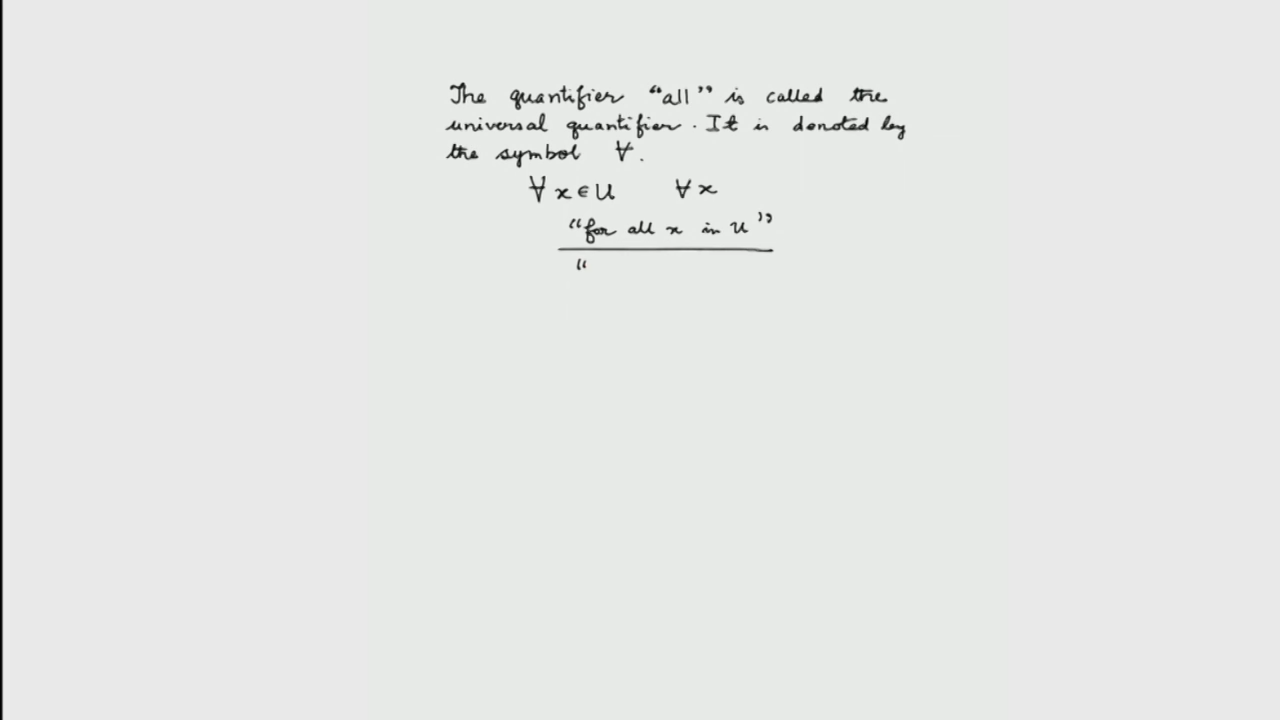 The quantifier “all” is called the
universal quantifier. It is denoted by
the symbol ∀.
∀ x ∈ U ∀ x
“for all x in U”
“